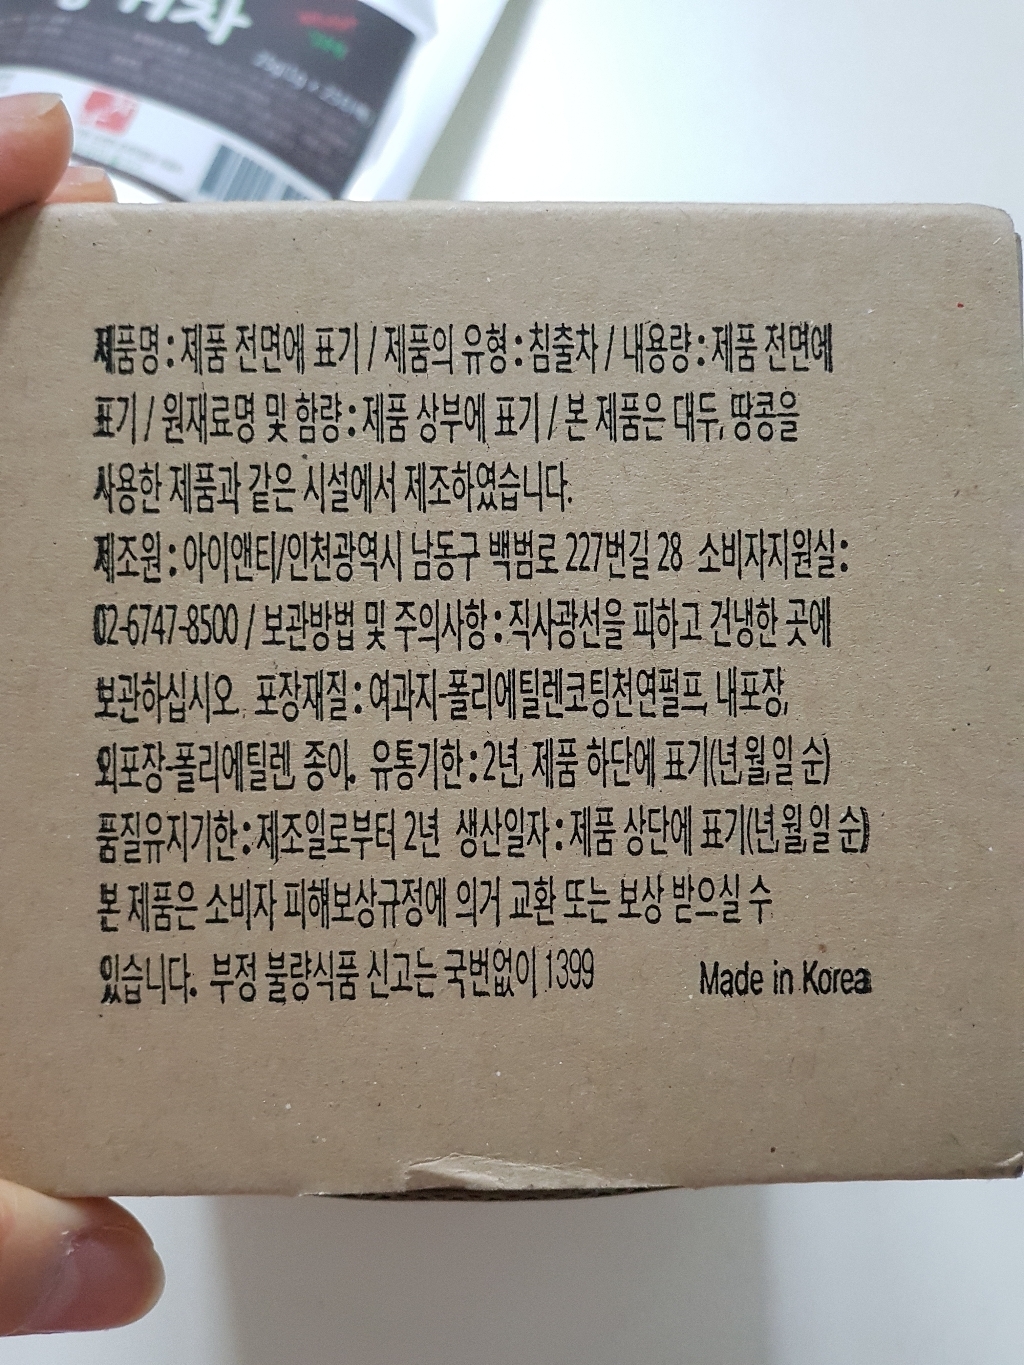 제품명 : 제품 전면에 표기 / 제품의 유형 : 침출차 / 내용량 : 제품 전면에
표기 / 원재료명 및 함량 : 제품 상부에 표기 / 본 제품은 대두, 땅콩을
사용한 제품과 같은 시설에서 제조하였습니다.
제조원 : 아이앤티/인천광역시 남동구 백범로 227번길 28 소비자지원실 :
02-6747-8500 / 보관방법 및 주의사항 : 직사광선을 피하고 건냉한 곳에
보관하십시오. 포장재질 : 여과지-폴리에틸렌코팅천연펄프, 내포장,
외포장-폴리에틸렌, 종이. 유통기한 : 2년, 제품 하단에 표기(년,월,일 순)
품질유지기한 : 제조일로부터 2년 생산일자 : 제품 상단에 표기(년,월,일 순)
본 제품은 소비자 피해보상규정에 의거 교환 또는 보상 받으실 수
있습니다. 부정 불량식품 신고는 국번없이 1399 Made in Korea